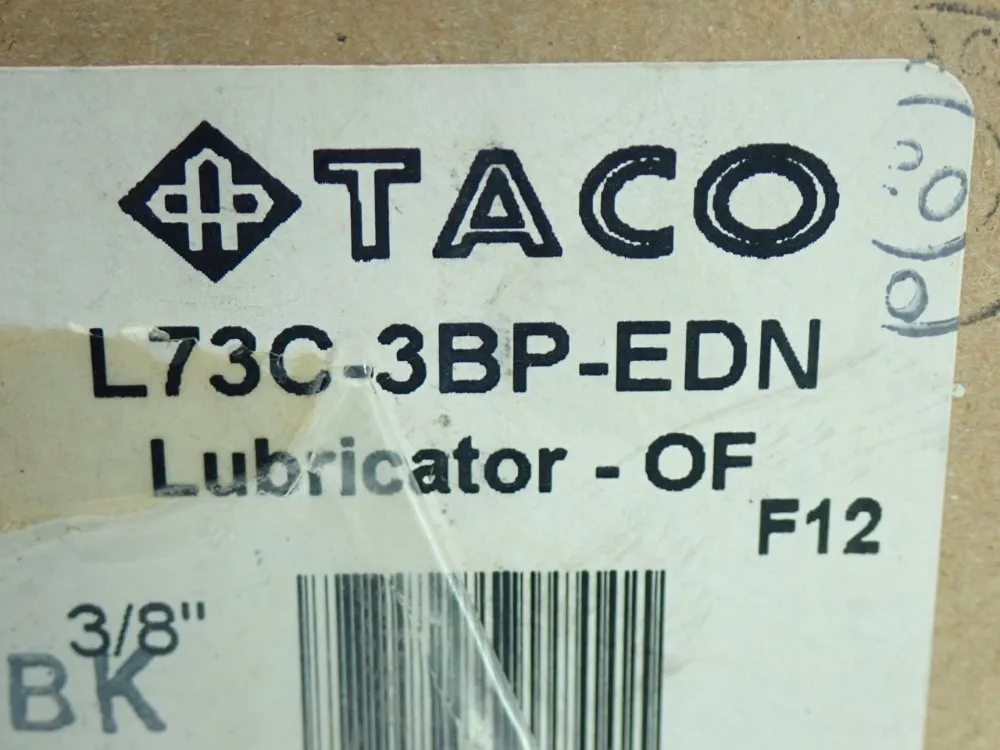 TACO
L73C-3BP-EDN
Lubricator - OF
F12
3/8"
BK